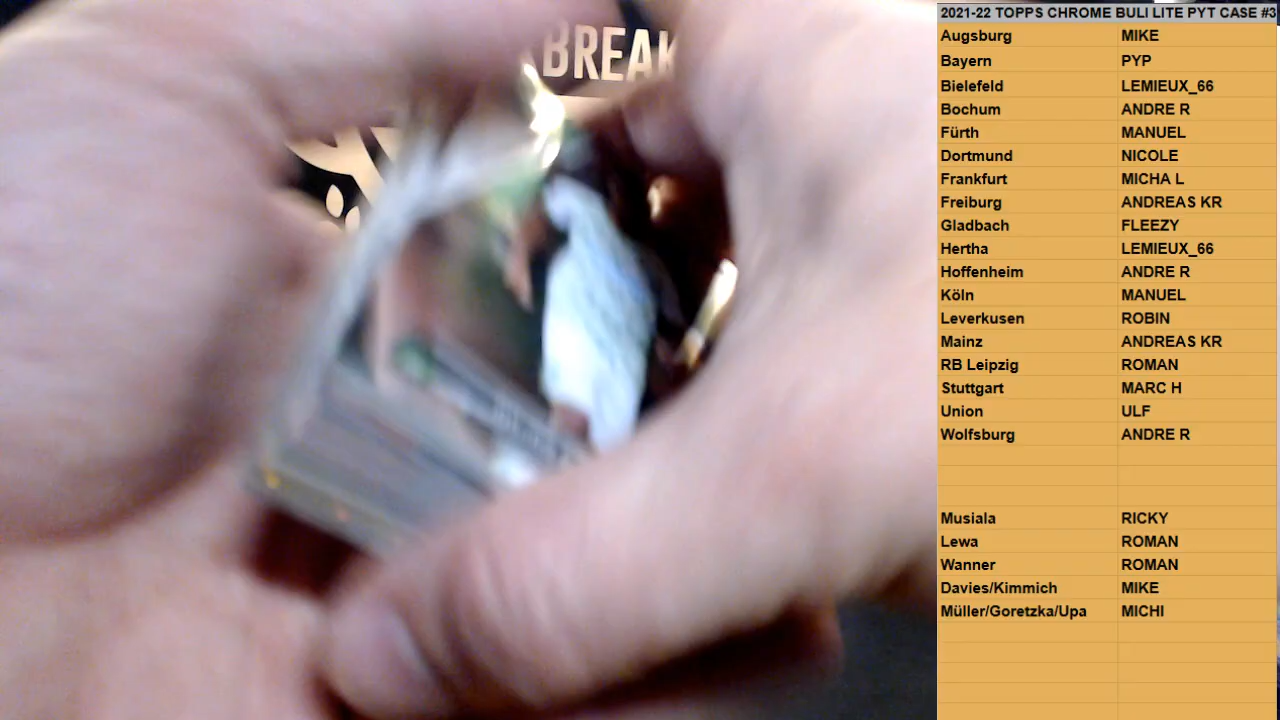 BREAK
2021-22 TOPPS CHROME BULI LITE PYT CASE #3
Augsburg MIKE
Bayern PYP
Bielefeld LEMIEUX_66
Bochum ANDRE R
Fürth MANUEL
Dortmund NICOLE
Frankfurt MICHA L
Freiburg ANDREAS KR
Gladbach FLEEZY
Hertha LEMIEUX_66
Hoffenheim ANDRE R
Köln MANUEL
Leverkusen ROBIN
Mainz ANDREAS KR
RB Leipzig ROMAN
Stuttgart MARC H
Union ULF
Wolfsburg ANDRE R
Musiala RICKY
Lewa ROMAN
Wanner ROMAN
Davies/Kimmich MIKE
Müller/Goretzka/Upa MICHI